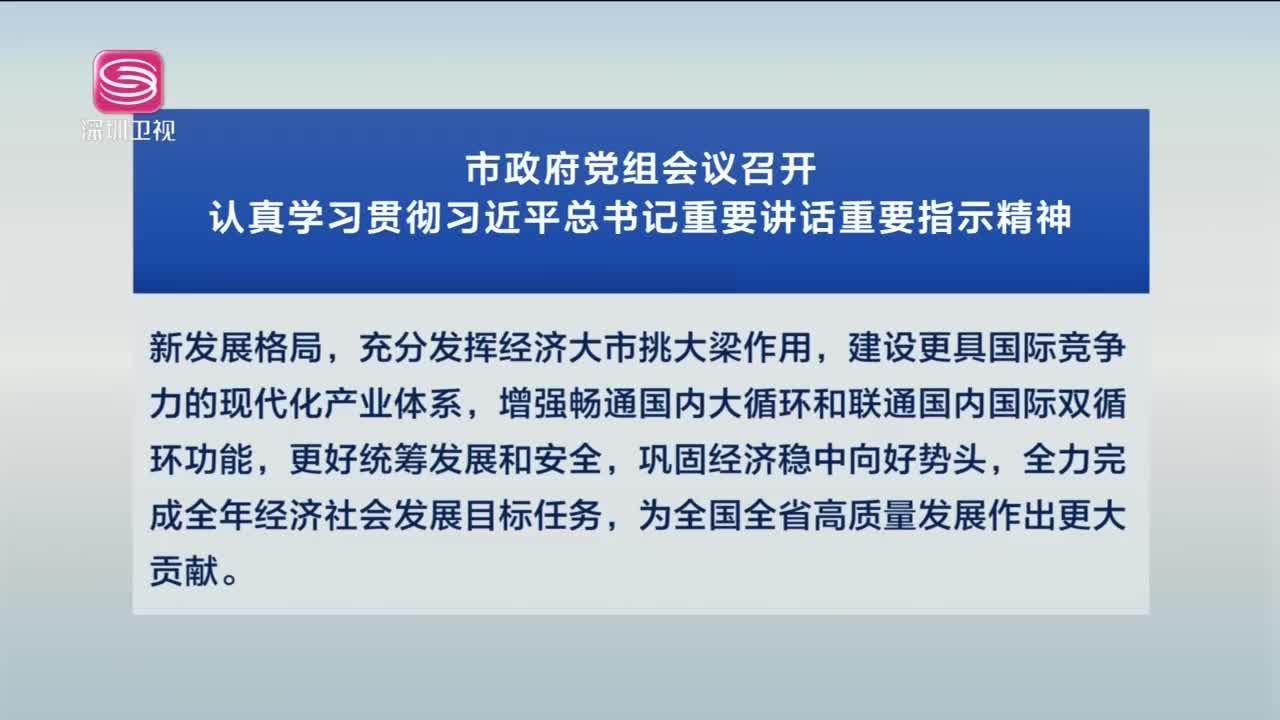 深圳卫视
市政府党组会议召开
认真学习贯彻习近平总书记重要讲话重要指示精神
新发展格局，充分发挥经济大市挑大梁作用，建设更具国际竞争
力的现代化产业体系，增强畅通国内大循环和联通国内国际双循
环功能，更好统筹发展和安全，巩固经济稳中向好势头，全力完
成全年经济社会发展目标任务，为全国全省高质量发展作出更大
贡献。